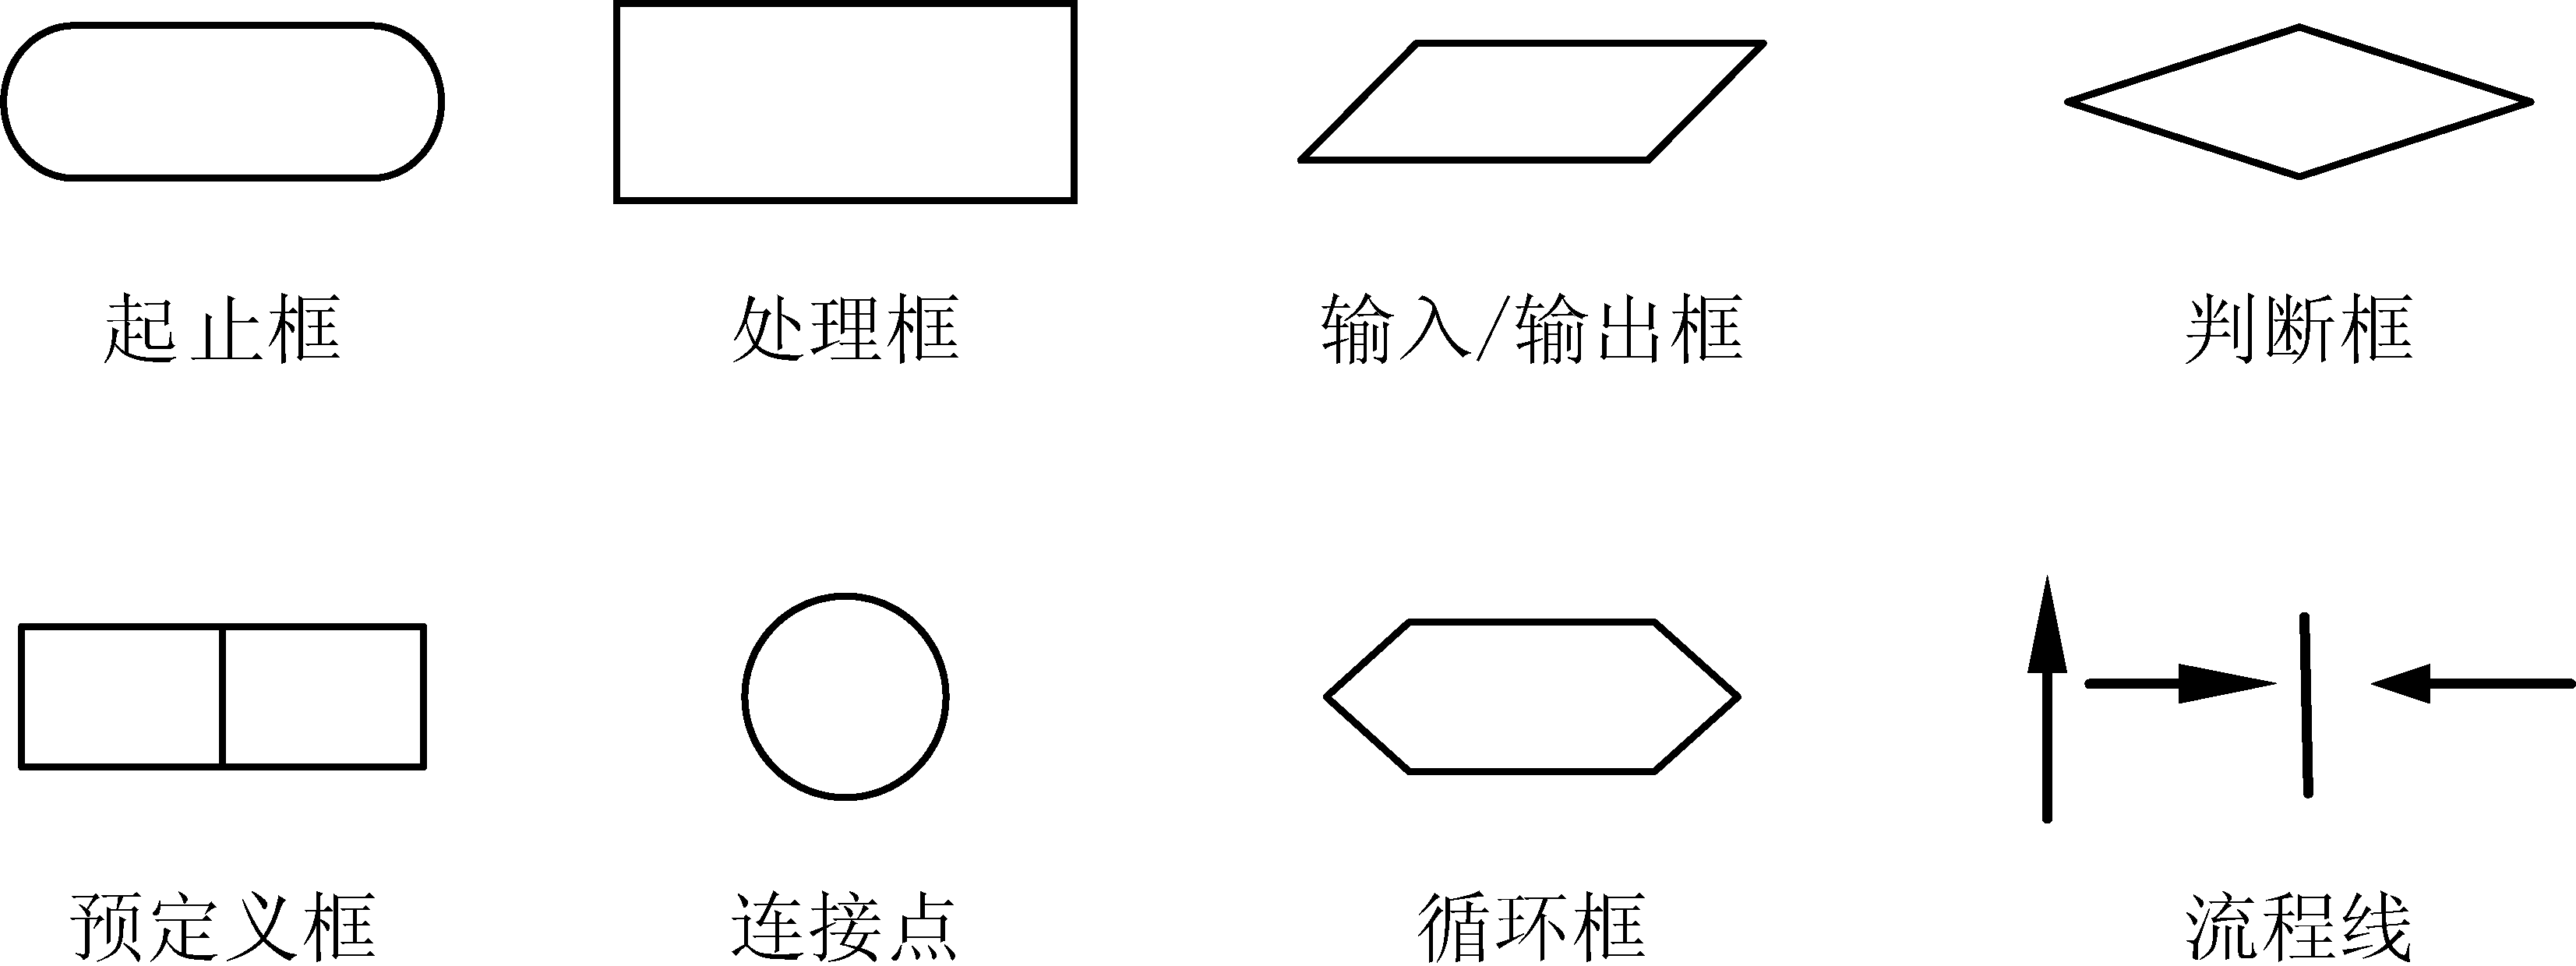 起止框
处理框
输入/输出框
判断框
预定义框
连接点
循环框
流程线